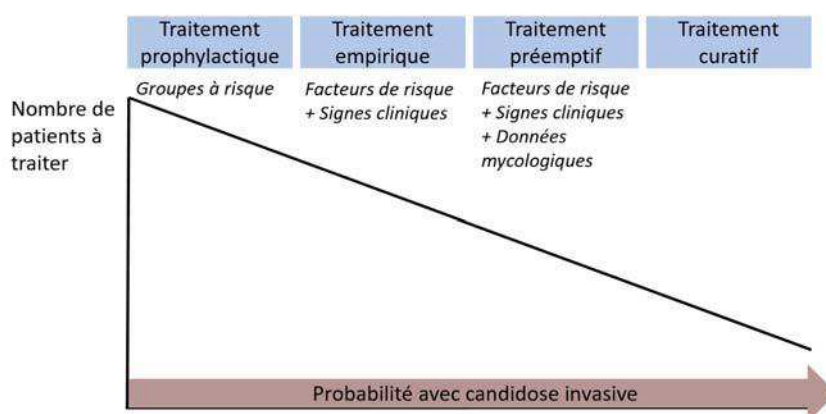 Traitement
prophylactique
Traitement
empirique
Traitement
préemptif
Traitement
curatif
Groupes à risque
Facteurs de risque
+ Signes cliniques
Facteurs de risque
+ Signes cliniques
+ Données
mycologiques
Nombre de
patients à
traiter
Probabilité avec candidose invasive